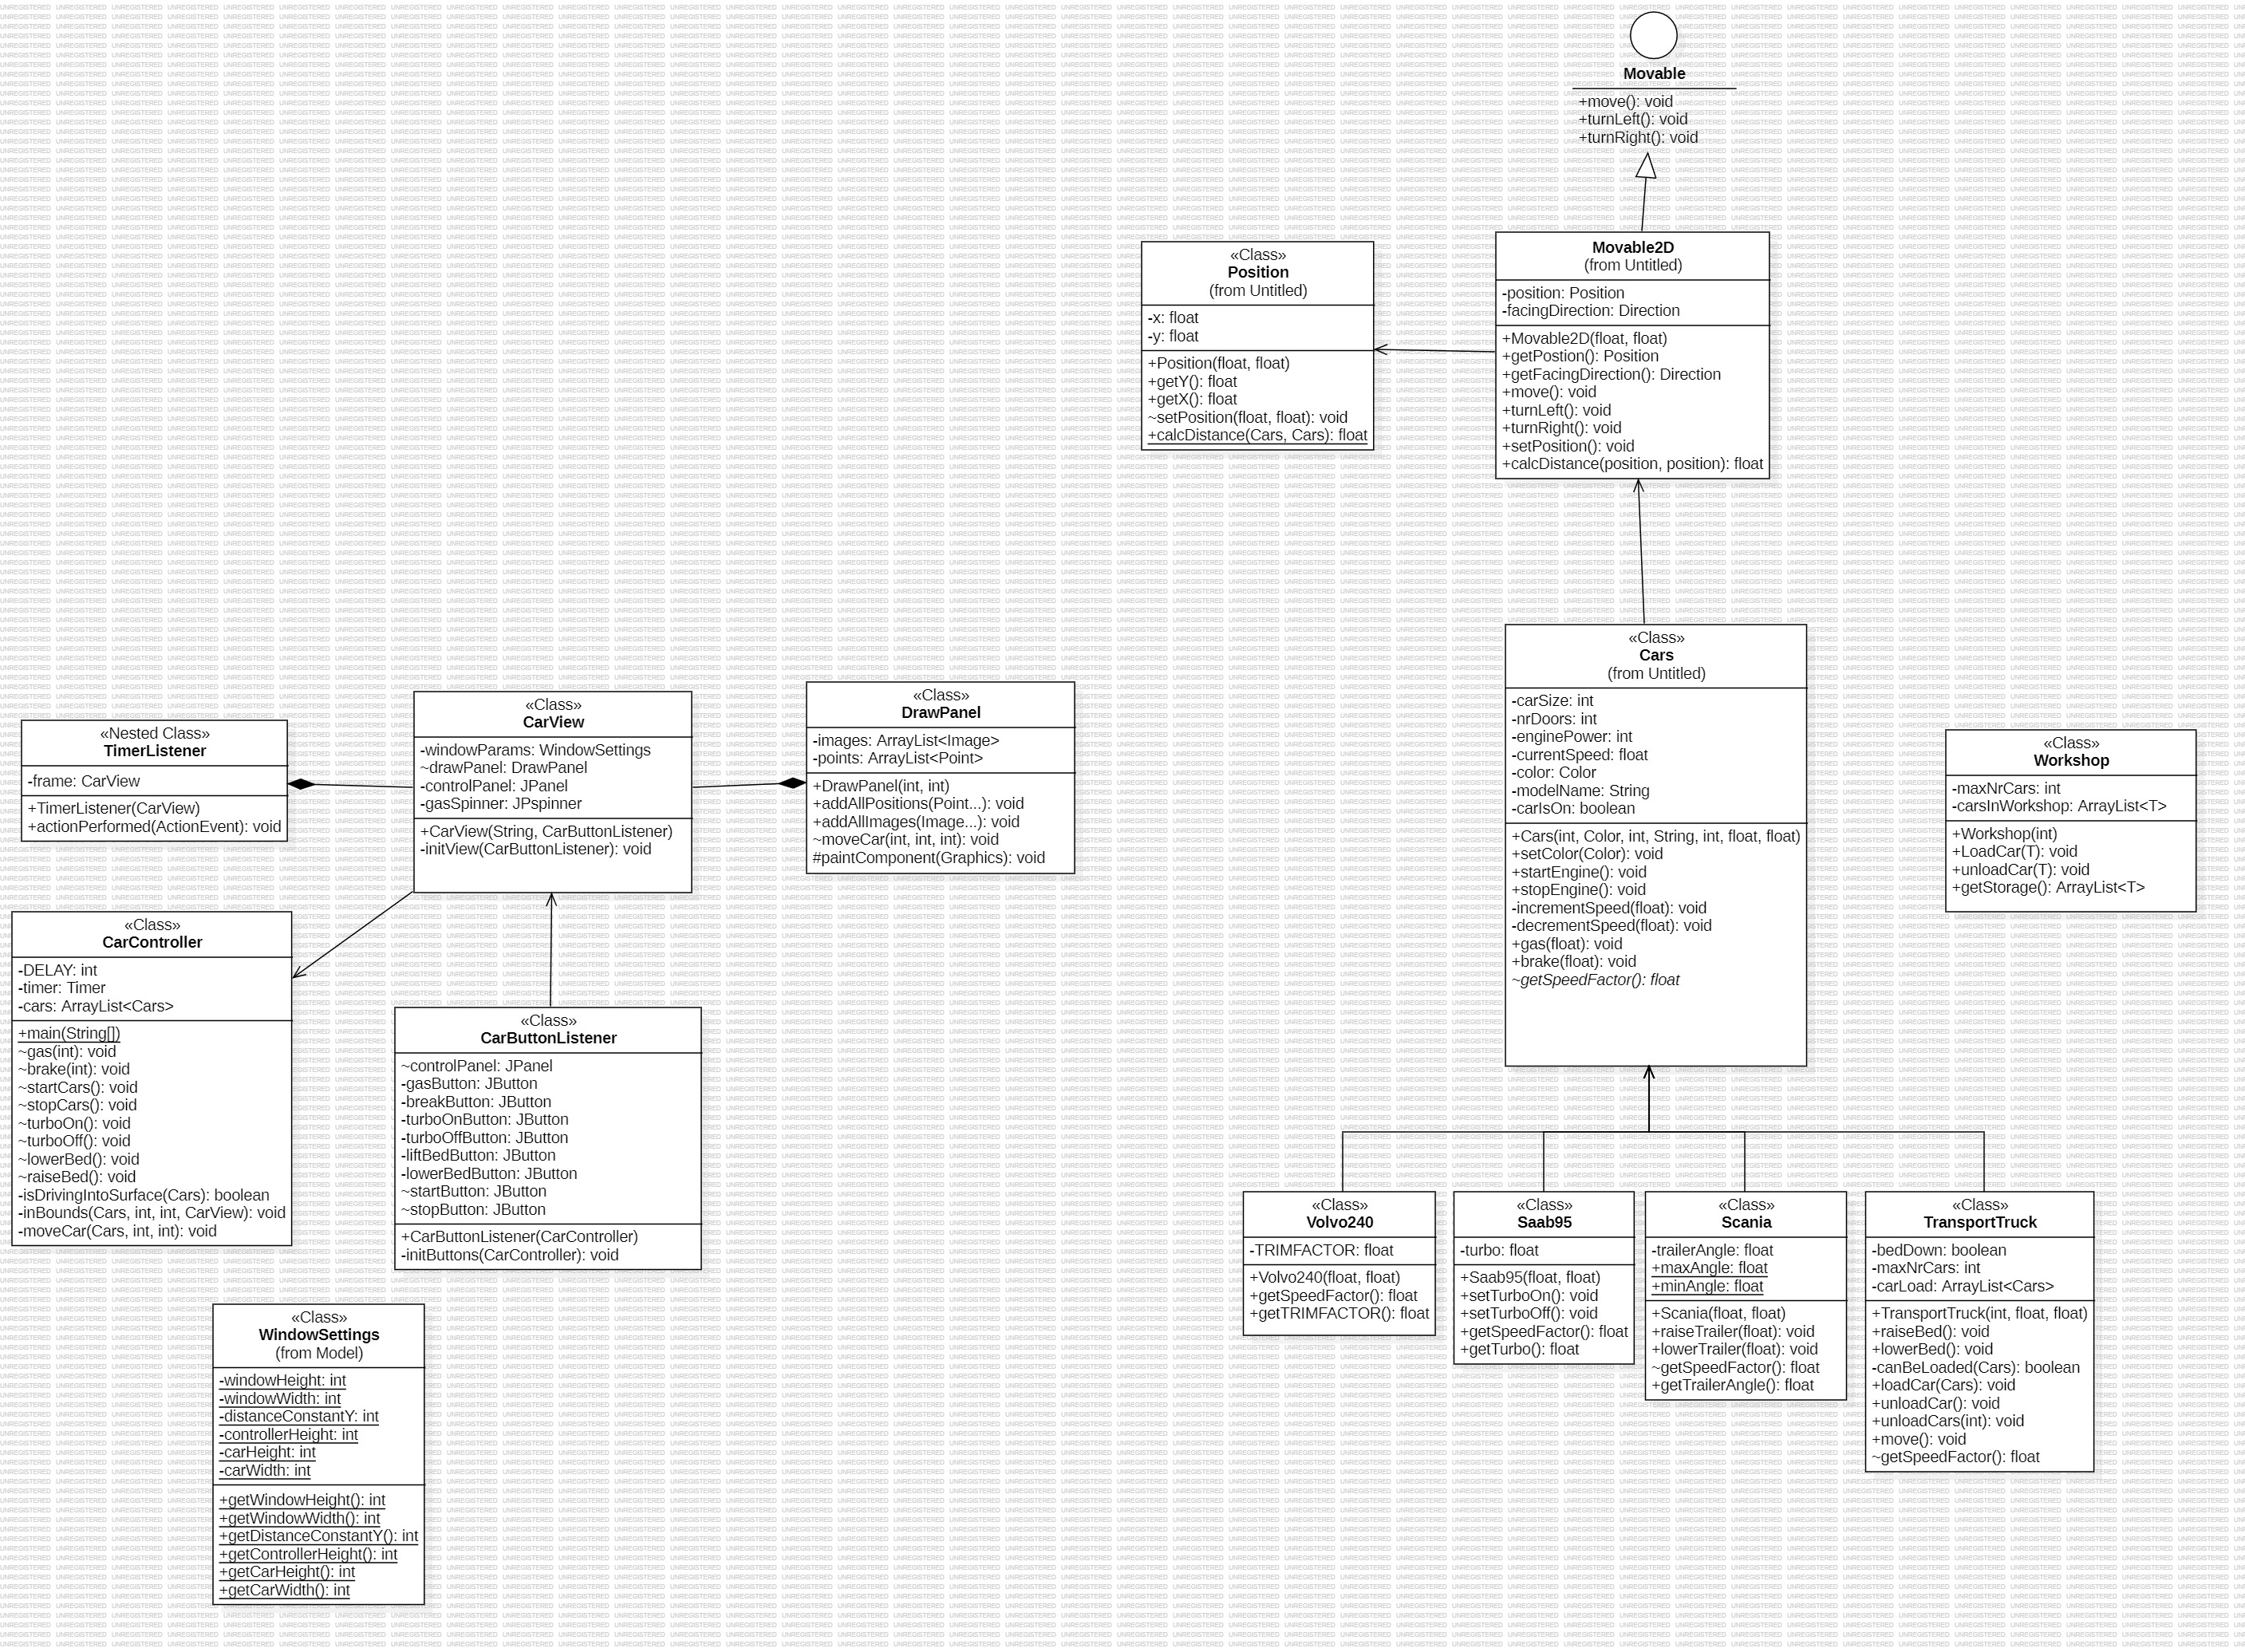 Movable
+move(): void
+turnLeft(): void
+turnRight(): void
«Class»
Position
(from Untitled)
-x: float
-y: float
+Position(float, float)
+getY(): float
+getX(): float
~setPosition(float, float): void
+calcDistance(Cars, Cars): float
Movable2D
(from Untitled)
-position: Position
-facingDirection: Direction
+Movable2D(float, float)
+getPostion(): Position
+getFacingDirection(): Direction
+move(): void
+turnLeft(): void
+turnRight(): void
+setPosition(): void
+calcDistance(position, position): float
«Class»
Cars
(from Untitled)
-carSize: int
-nrDoors: int
-enginePower: int
-currentSpeed: float
-color: Color
-modelName: String
-carIsOn: boolean
+Cars(int, Color, int, String, int, float, float)
+setColor(Color): void
+startEngine(): void
+stopEngine(): void
-incrementSpeed(float): void
-decrementSpeed(float): void
+gas(float): void
+brake(float): void
~getSpeedFactor(): float
«Nested Class»
TimerListener
-frame: CarView
+TimerListener(CarView)
+actionPerformed(ActionEvent): void
«Class»
CarView
-windowParams: WindowSettings
~drawPanel: DrawPanel
-controlPanel: JPanel
-gasSpinner: JPspinner
+CarView(String, CarButtonListener)
-initView(CarButtonListener): void
«Class»
DrawPanel
-images: ArrayList<Image>
-points: ArrayList<Point>
+DrawPanel(int, int)
+addAllPositions(Point...): void
+addAllImages(Image...): void
~moveCar(int, int, int): void
#paintComponent(Graphics): void
«Class»
Workshop
-maxNrCars: int
-carsInWorkshop: ArrayList<T>
+Workshop(int)
+LoadCar(T): void
+unloadCar(T): void
+getStorage(): ArrayList<T>
«Class»
CarController
-DELAY: int
-timer: Timer
-cars: ArrayList<Cars>
+main(String[])
~gas(int): void
~brake(int): void
~startCars(): void
~stopCars(): void
~turboOn(): void
~turboOff(): void
~lowerBed(): void
~raiseBed(): void
-isDrivingIntoSurface(Cars): boolean
-inBounds(Cars, int, int, CarView): void
-moveCar(Cars, int, int): void
«Class»
CarButtonListener
~controlPanel: JPanel
-gasButton: JButton
-breakButton: JButton
-turboOnButton: JButton
-turboOffButton: JButton
-liftBedButton: JButton
-lowerBedButton: JButton
~startButton: JButton
~stopButton: JButton
+CarButtonListener(CarController)
-initButtons(CarController): void
«Class»
WindowSettings
(from Model)
-windowHeight: int
-windowWidth: int
-distanceConstantY: int
-controllerHeight: int
-carHeight: int
-carWidth: int
+getWindowHeight(): int
+getWindowWidth(): int
+getDistanceConstantY(): int
+getControllerHeight(): int
+getCarHeight(): int
+getCarWidth(): int
«Class»
Volvo240
-TRIMFACTOR: float
+Volvo240(float, float)
+getSpeedFactor(): float
+getTRIMFACTOR(): float
«Class»
Saab95
-turbo: float
+Saab95(float, float)
+setTurboOn(): void
+setTurboOff(): void
+getSpeedFactor(): float
+getTurbo(): float
«Class»
Scania
-trailerAngle: float
+maxAngle: float
+minAngle: float
+Scania(float, float)
+raiseTrailer(float): void
+lowerTrailer(float): void
~getSpeedFactor(): float
+getTrailerAngle(): float
«Class»
TransportTruck
-bedDown: boolean
-maxNrCars: int
-carLoad: ArrayList<Cars>
+TransportTruck(int, float, float)
+raiseBed(): void
+lowerBed(): void
-canBeLoaded(Cars): boolean
+loadCar(Cars): void
+unloadCar(): void
+unloadCars(int): void
+move(): void
~getSpeedFactor(): float
UNREGISTERED